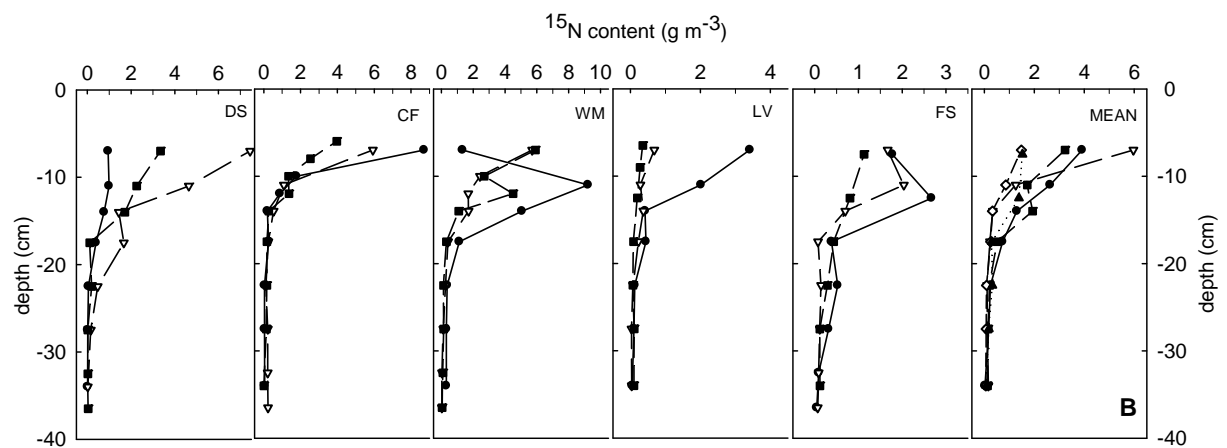 15N content (g m-3)
0 2 4 6
0 2 4 6 8
0 2 4 6 8 10
0 2 4
0 1 2 3
0 2 4 6
DS
CF
WM
LV
FS
MEAN
0
-10
-20
-30
-40
depth (cm)
0
-10
-20
-30
-40
depth (cm)
B